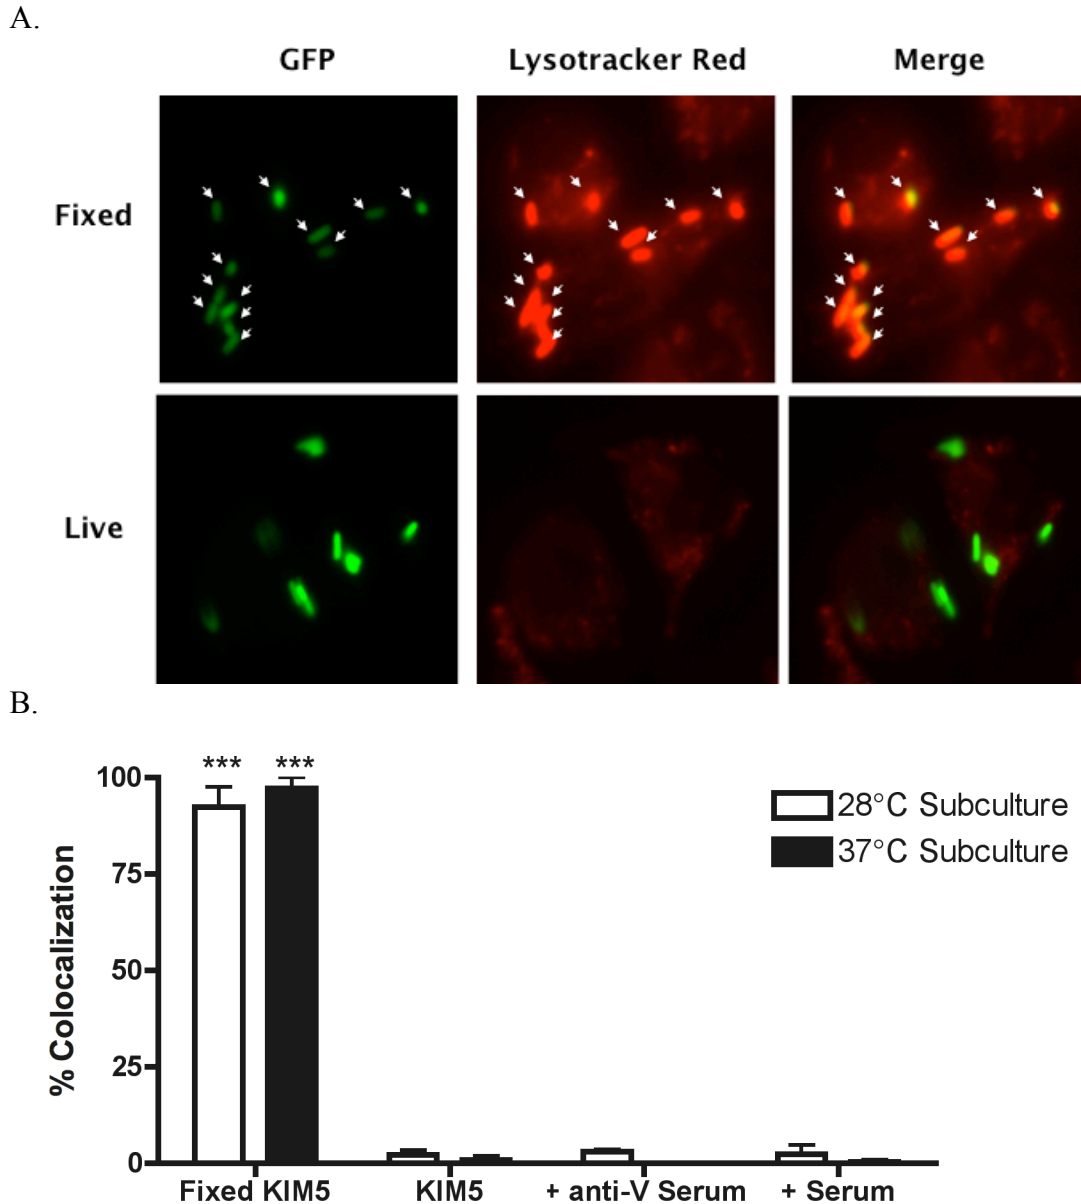 A.
GFP Lysotracker Red Merge
Fixed
Live
B.
*** ***
28°C Subculture
37°C Subculture
% Colocalization
100
75
50
25
0
Fixed KIM5 KIM5 + anti-V Serum + Serum